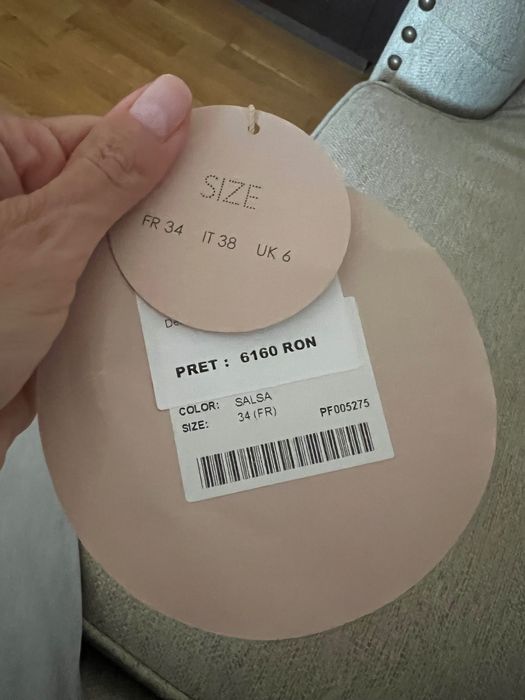 SIZE
FR 34 IT 38 UK 6
PRET : 6160 RON
COLOR: SALSA
SIZE: 34 (FR) PF005275